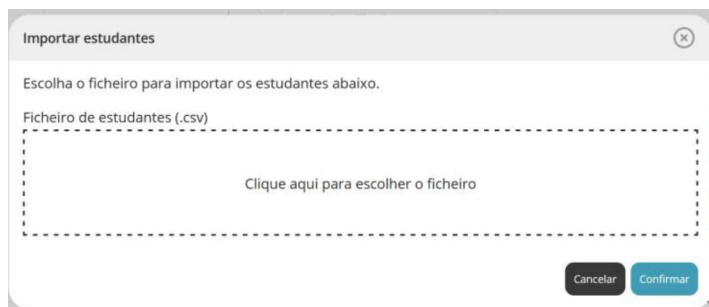 Importar estudantes
Escolha o ficheiro para importar os estudantes abaixo.
Ficheiro de estudantes (.csv)
Clique aqui para escolher o ficheiro
Cancelar Confirmar